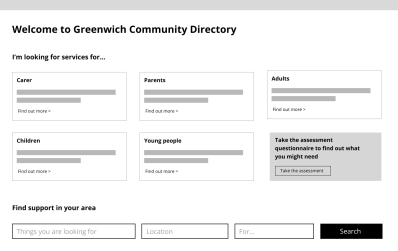 Welcome to Greenwich Community Directory
I'm looking for services for...
Carer
Find out more >
Parents
Find out more >
Adults
Find out more >
Children
Find out more >
Young people
Find out more >
Take the assessment
questionnaire to find out what
you might need
Take the assessment
Find support in your area
Things you are looking for
Location
For...
Search